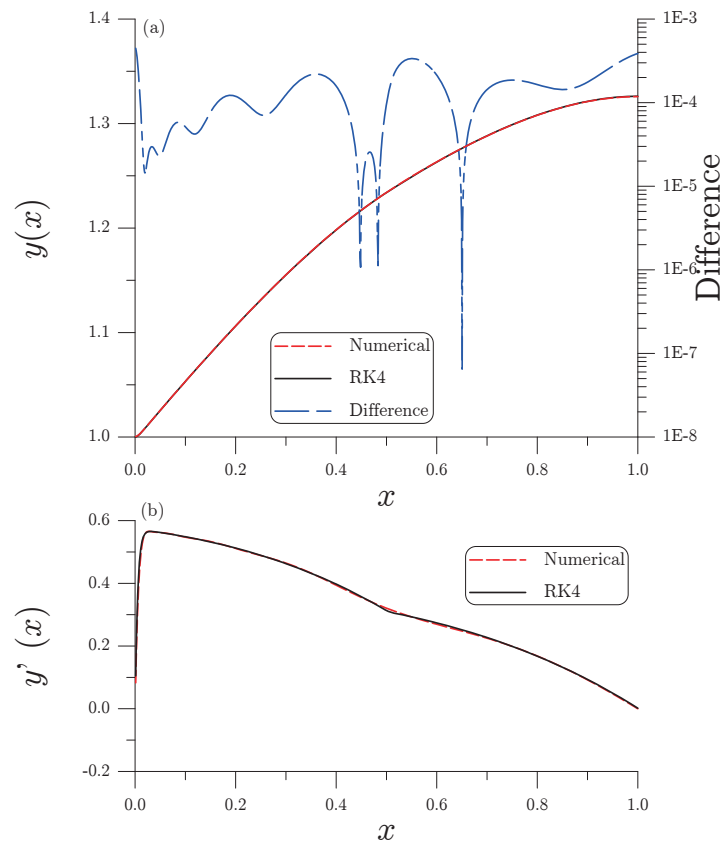 (a)
1.4
1.3
1.2
1.1
1.0
y(x)
1E-3
1E-4
1E-5
1E-6
1E-7
1E-8
Difference
Numerical
RK4
Difference
0.0 0.2 0.4 0.6 0.8 1.0
x
(b)
0.6
0.4
0.2
0.0
-0.2
y' (x)
Numerical
RK4
0.0 0.2 0.4 0.6 0.8 1.0
x